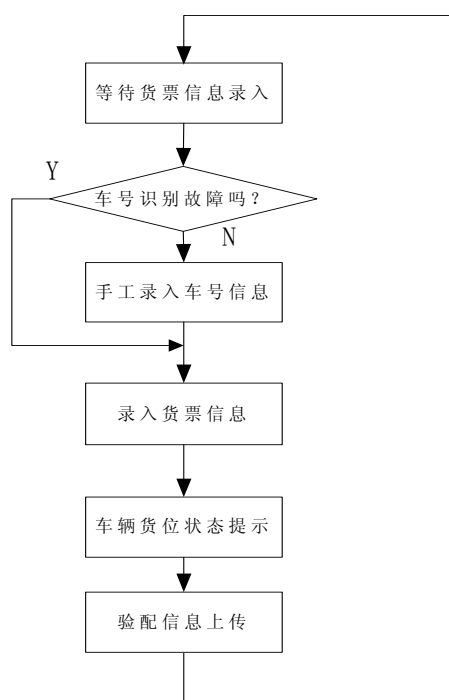 等待货票信息录入
Y
车号识别故障吗？
N
手工录入车号信息
录入货票信息
车辆货位状态提示
验配信息上传